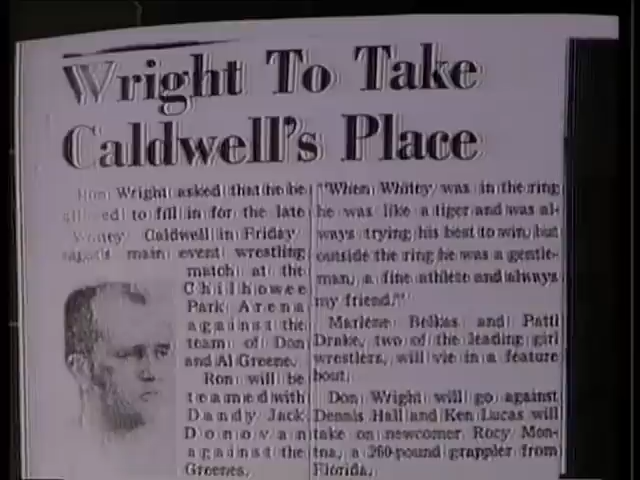 Wright To Take
Caldwell's Place
Ron Wright asked that he be
allowed to fill in for the late
Whitey Caldwell in Friday
night's main event wrestling
match at the
Chilhowee
Park Arena
against the
team of Don
and Al Greene.
Ron will be
teamed with
Dandy Jack
Donovan
against the
Greenes.
"When Whitey was in the ring
he was like a tiger and was al-
ways trying his best to win, but
outside the ring he was a gentle-
man, a fine athlete and always
my friend."
Marlene Belkas and Patti
Drake, two of the leading girl
wrestlers, will vie in a feature
bout.
Don Wright will go against
Dennis Hall and Ken Lucas will
take on newcomer, Rocy Mon-
tna, a 260-pound grappler from
Florida.